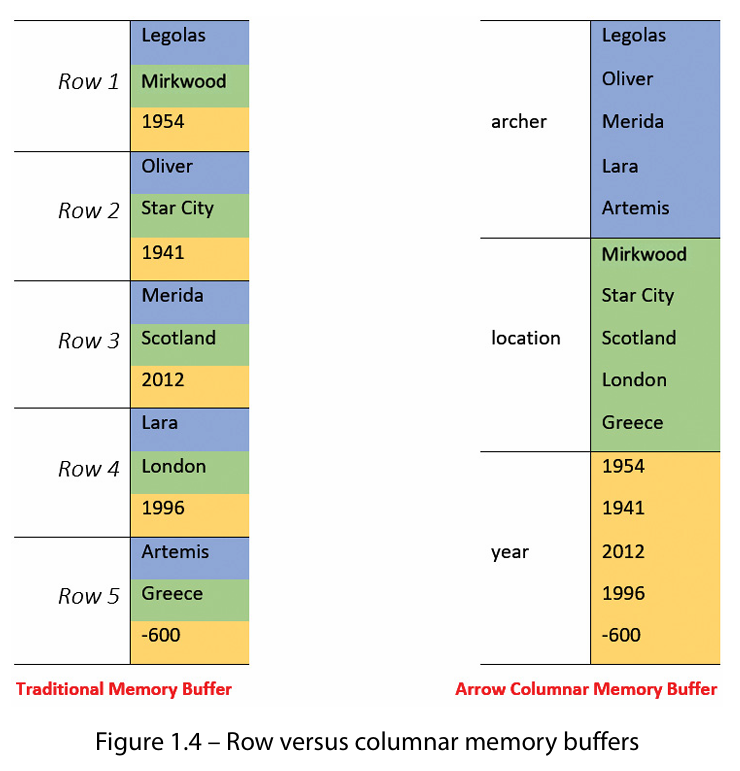 Row 1
Legolas
Mirkwood
1954
Row 2
Oliver
Star City
1941
Row 3
Merida
Scotland
2012
Row 4
Lara
London
1996
Row 5
Artemis
Greece
-600
Traditional Memory Buffer
archer
Legolas
Oliver
Merida
Lara
Artemis
location
Mirkwood
Star City
Scotland
London
Greece
year
1954
1941
2012
1996
-600
Arrow Columnar Memory Buffer
Figure 1.4 – Row versus columnar memory buffers